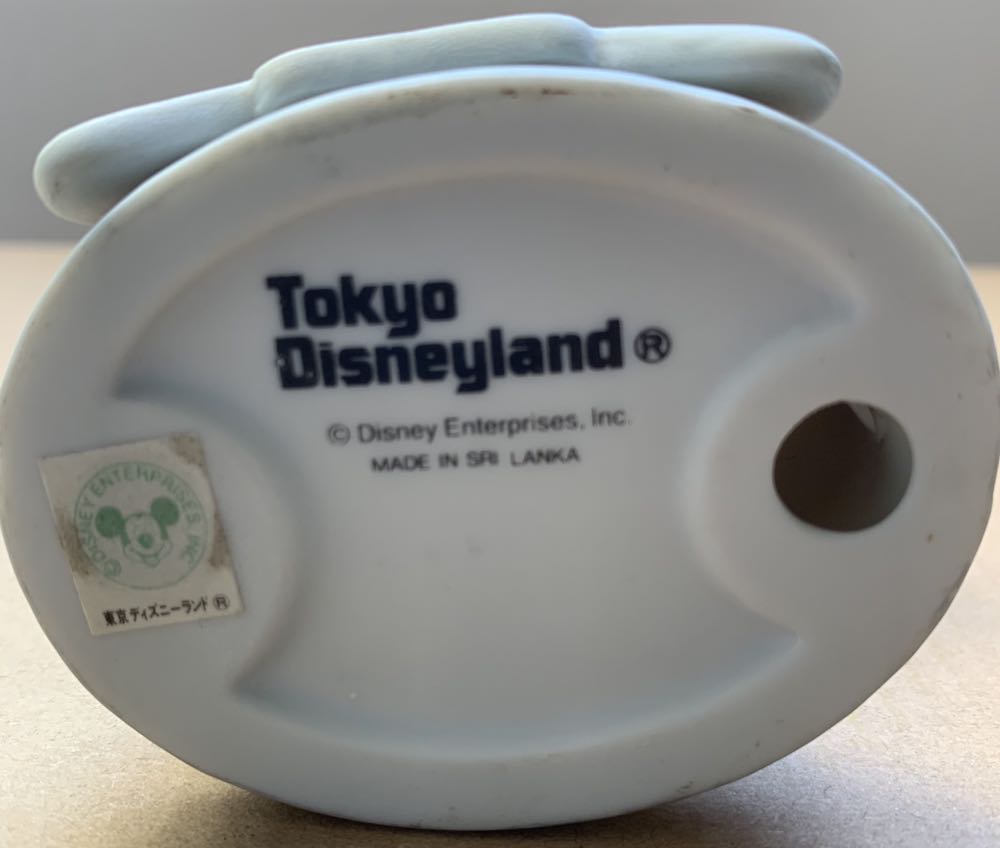 Tokyo
Disneyland®
© Disney Enterprises, Inc.
MADE IN SRI LANKA
© DISNEY ENTERPRISES, INC.
東京ディズニーランド®